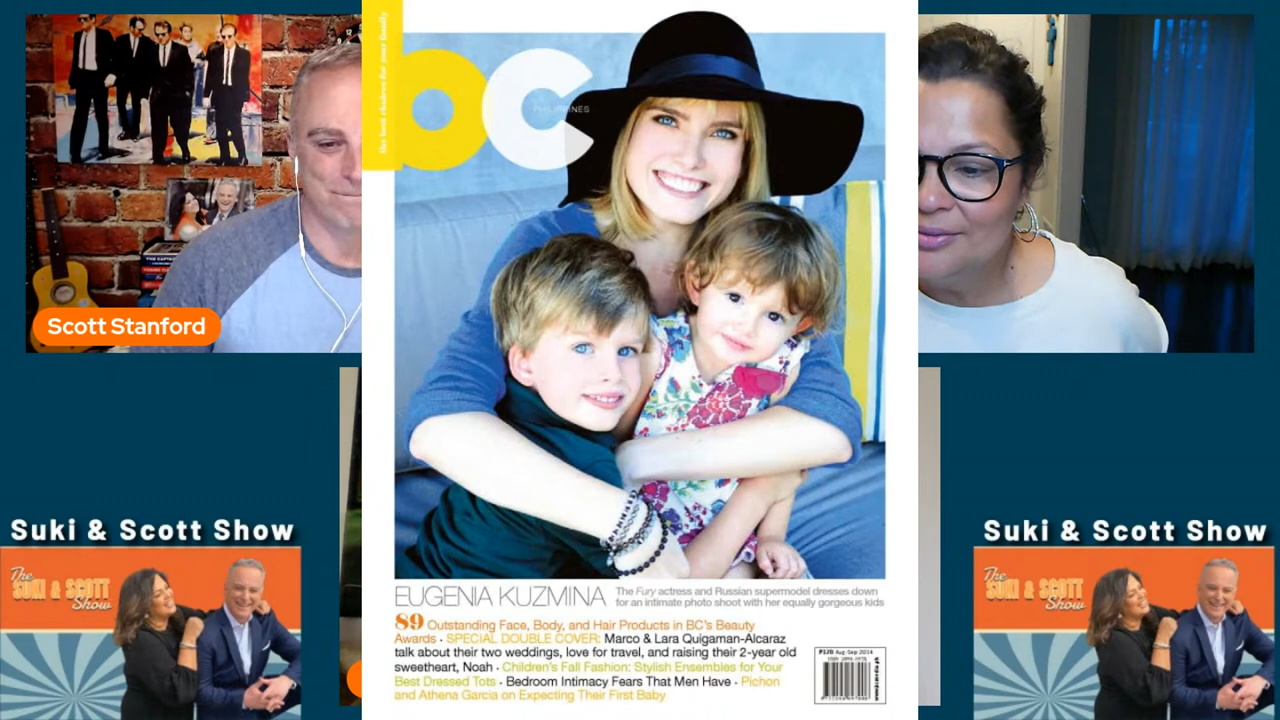 bc
PHILIPPINES
the best choices for your family
Scott Stanford
EUGENIA KUZMINA
The Fury actress and Russian supermodel dresses down
for an intimate photo shoot with her equally gorgeous kids
89 Outstanding Face, Body, and Hair Products in BC's Beauty
Awards · SPECIAL DOUBLE COVER: Marco & Lara Quigaman-Alcaraz
talk about their two weddings, love for travel, and raising their 2-year old
sweetheart, Noah · Children's Fall Fashion: Stylish Ensembles for Your
Best Dressed Tots · Bedroom Intimacy Fears That Men Have · Pichon
and Athena Garcia on Expecting Their First Baby
P120 Aug-Sep 2014
Suki & Scott Show
The
SUKI & SCOTT
Show
Suki & Scott Show
The
SUKI & SCOTT
Show